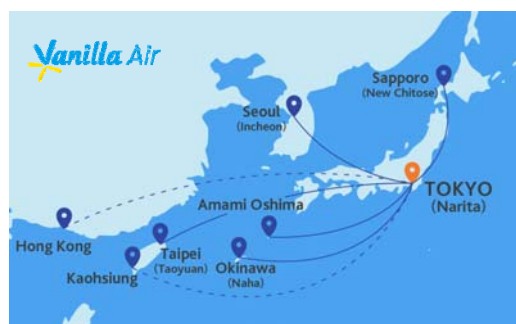 Vanilla Air
Sapporo
(New Chitose)
Seoul
(Incheon)
TOKYO
(Narita)
Amami Oshima
Hong Kong
Taipei
(Taoyuan)
Kaohsiung
Okinawa
(Naha)